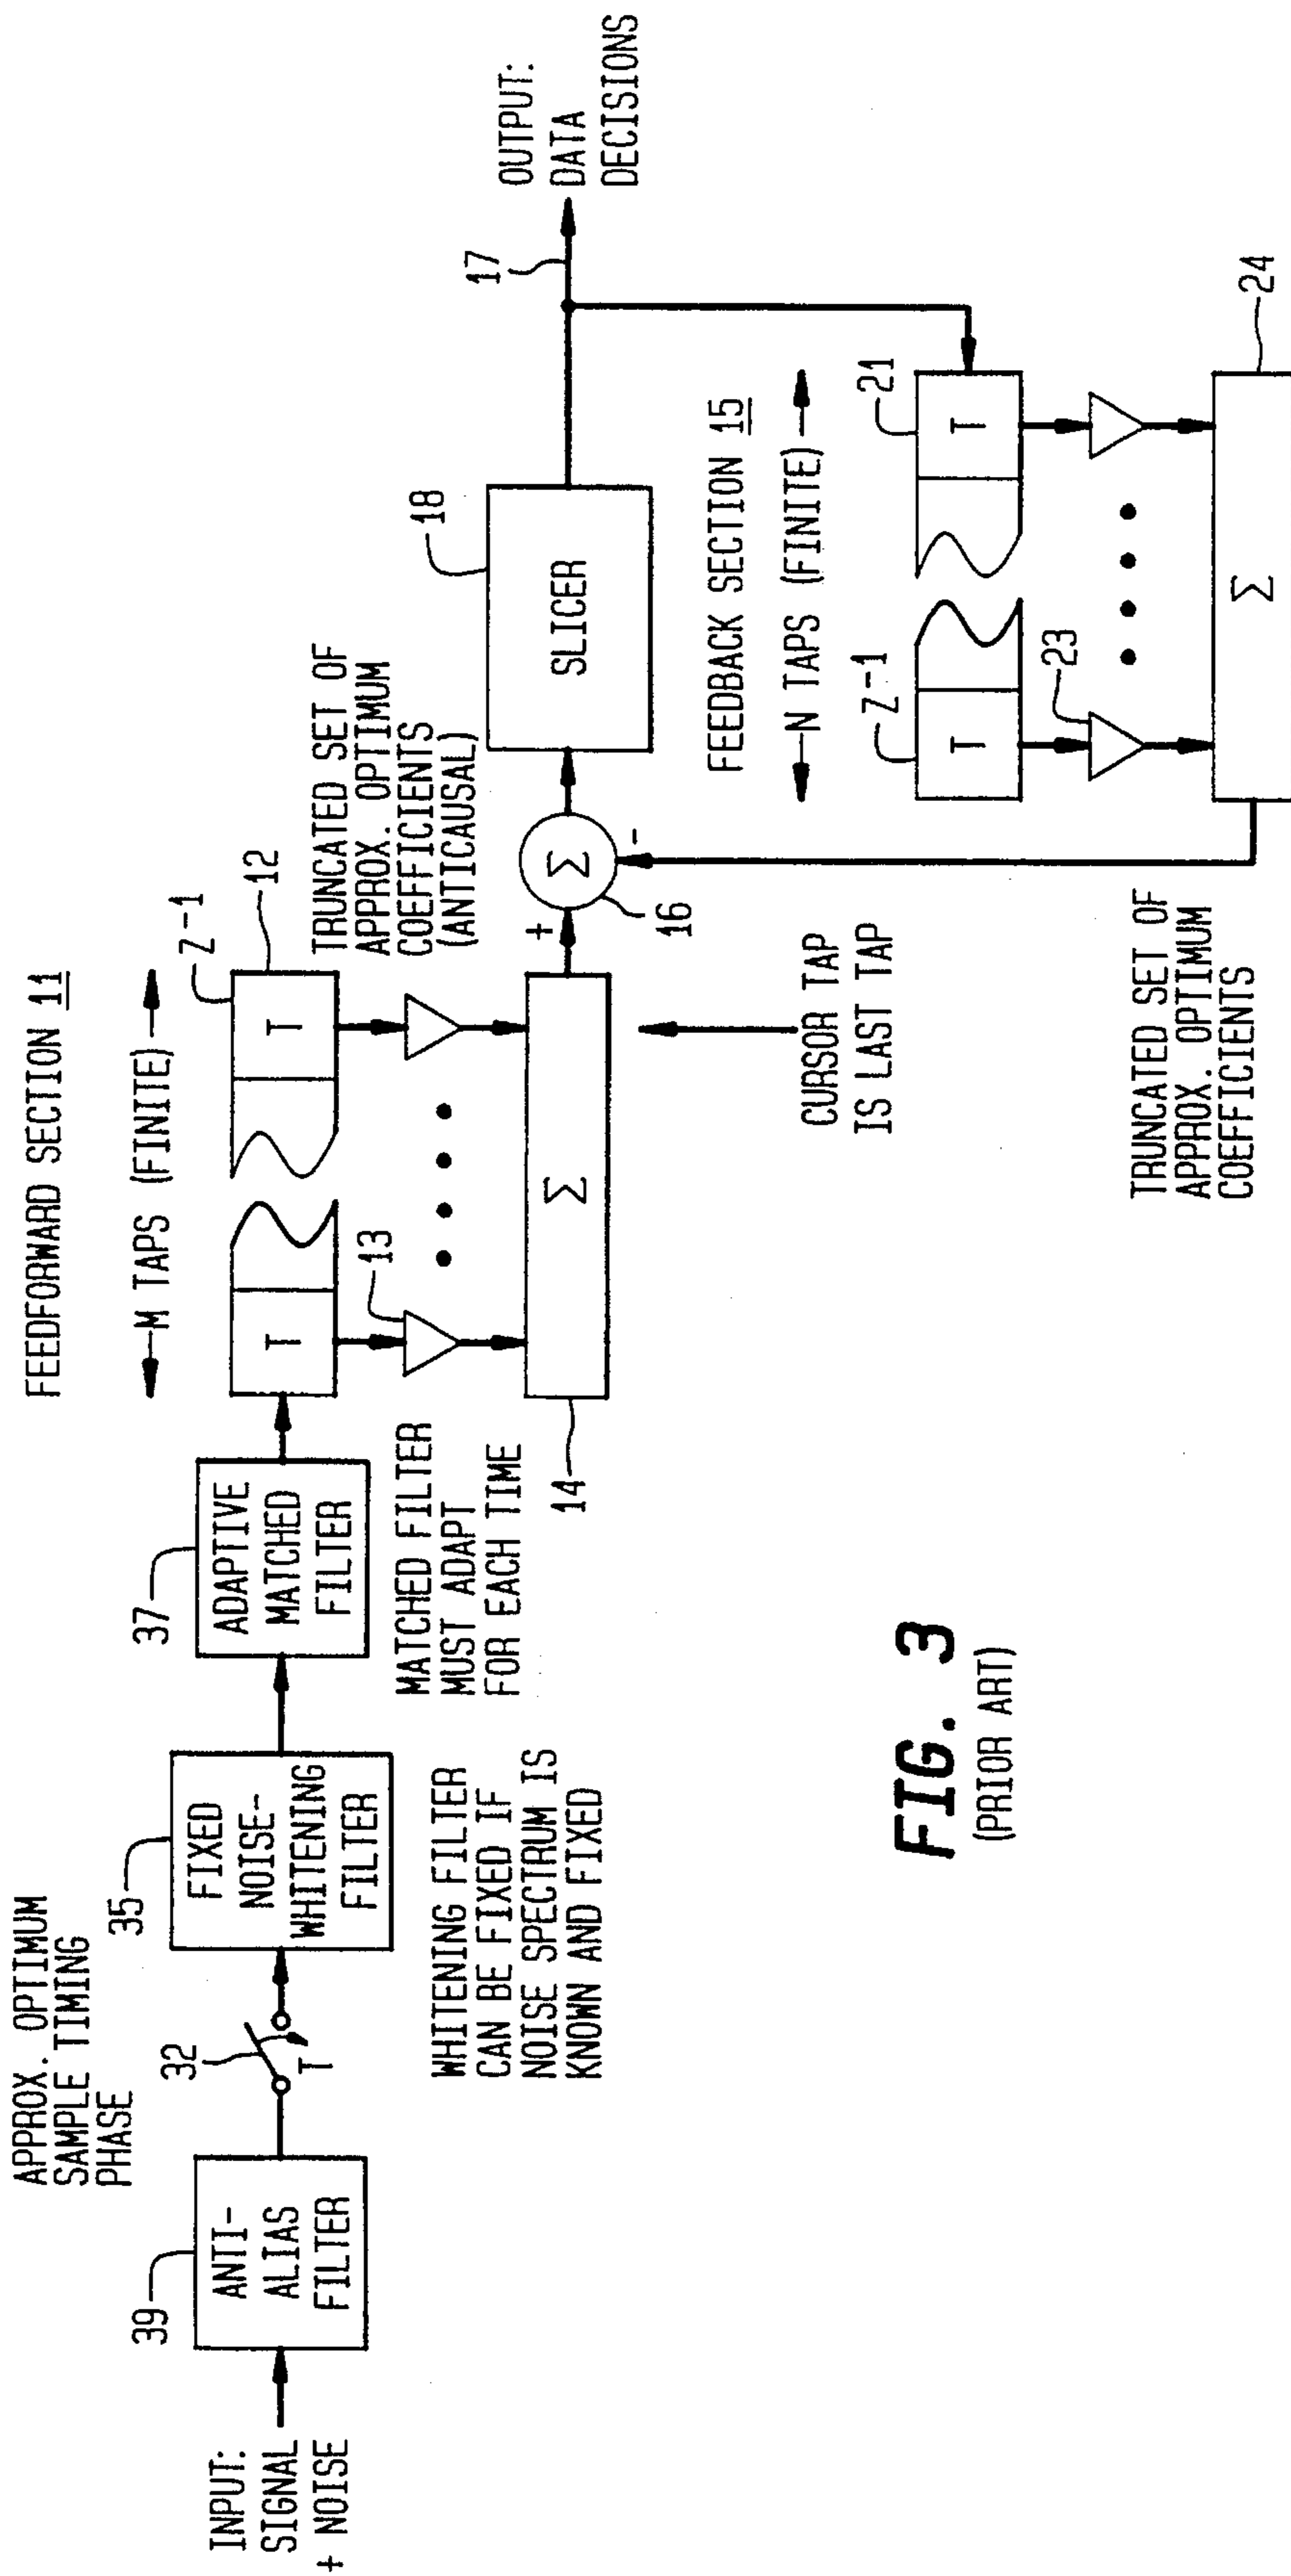 INPUT:
SIGNAL
+ NOISE
39
ANTI-
ALIAS
FILTER
APPROX. OPTIMUM
SAMPLE TIMING
PHASE
32
T
35
FIXED
NOISE-
WHITENING
FILTER
WHITENING FILTER
CAN BE FIXED IF
NOISE SPECTRUM IS
KNOWN AND FIXED
37
ADAPTIVE
MATCHED
FILTER
MATCHED FILTER
MUST ADAPT
FOR EACH TIME
FEEDFORWARD SECTION 11
M TAPS (FINITE)
Z-1
12
T
T
13
Σ
14
TRUNCATED SET OF
APPROX. OPTIMUM
COEFFICIENTS
(ANTICAUSAL)
CURSOR TAP
IS LAST TAP
+
Σ
-
16
18
SLICER
17
OUTPUT:
DATA
DECISIONS
FEEDBACK SECTION 15
N TAPS (FINITE)
Z-1
21
T
T
23
Σ
24
TRUNCATED SET OF
APPROX. OPTIMUM
COEFFICIENTS
FIG. 3
(PRIOR ART)